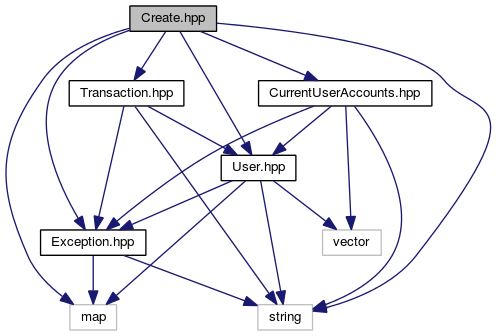 Create.hpp
Transaction.hpp
CurrentUserAccounts.hpp
User.hpp
Exception.hpp
vector
map
string